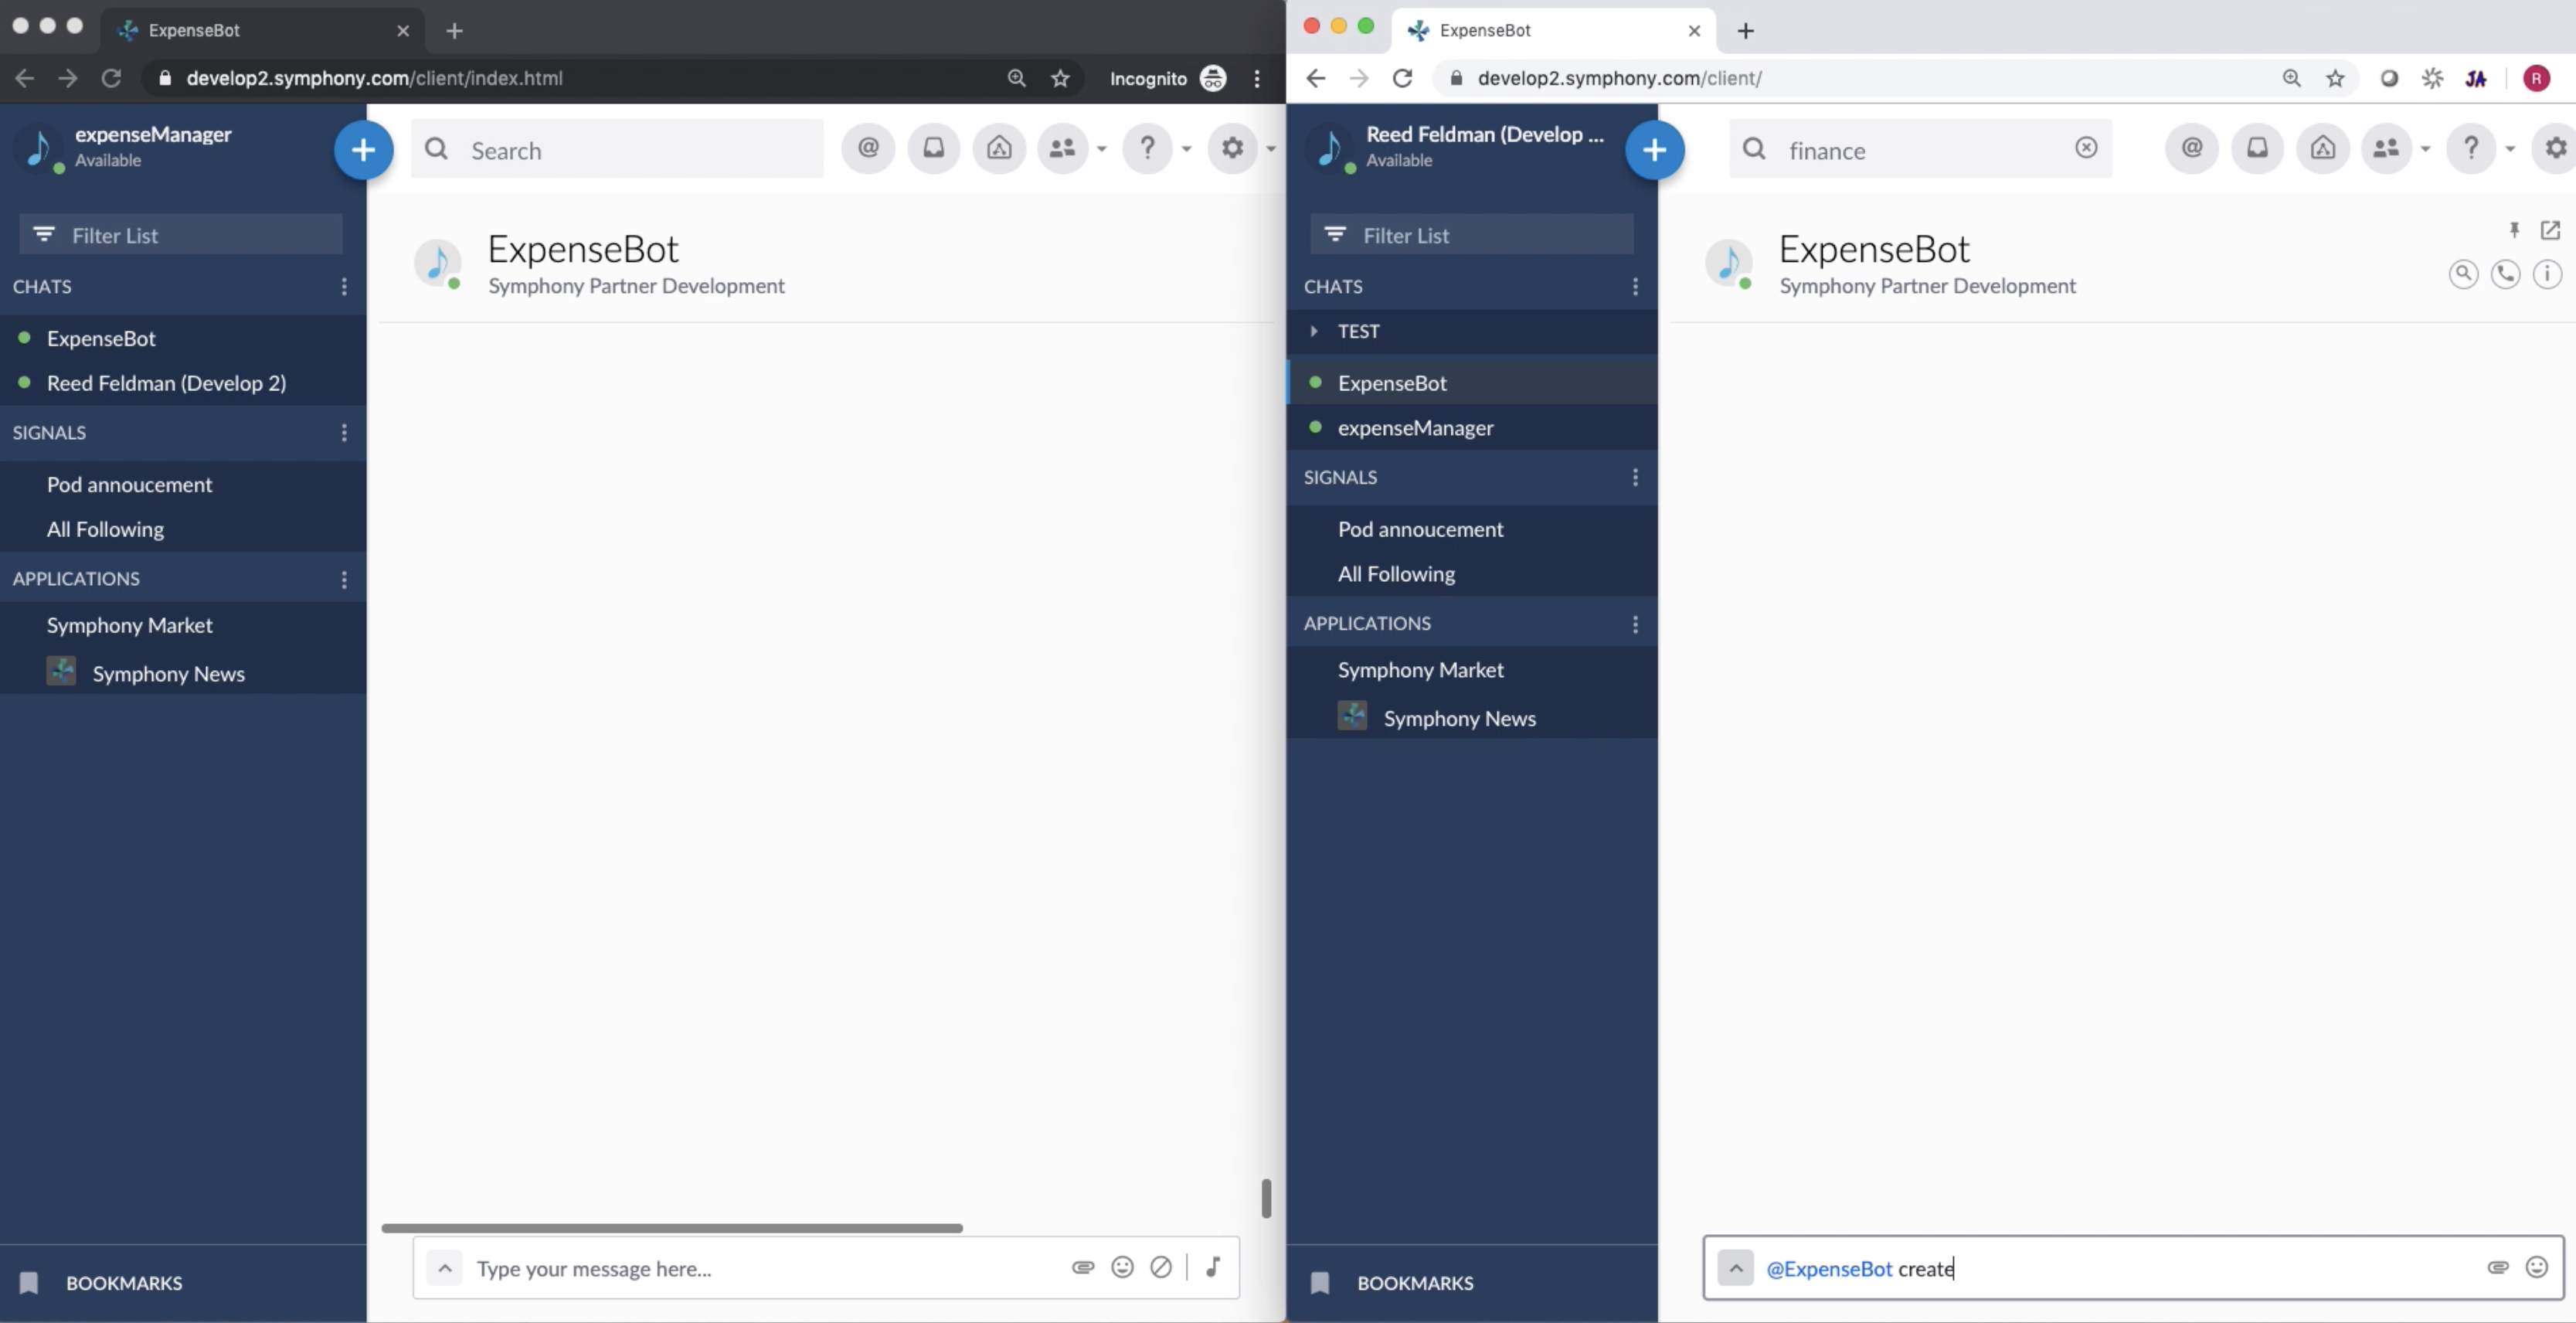 ExpenseBot
develop2.symphony.com/client/index.html
Incognito
expenseManager
Available
Search
@
?
Filter List
CHATS
ExpenseBot
Reed Feldman (Develop 2)
SIGNALS
Pod annoucement
All Following
APPLICATIONS
Symphony Market
Symphony News
BOOKMARKS
ExpenseBot
Symphony Partner Development
Type your message here...
ExpenseBot
develop2.symphony.com/client/
JA
R
Reed Feldman (Develop ...
Available
finance
@
?
Filter List
CHATS
TEST
ExpenseBot
expenseManager
SIGNALS
Pod annoucement
All Following
APPLICATIONS
Symphony Market
Symphony News
BOOKMARKS
ExpenseBot
Symphony Partner Development
@ExpenseBot create